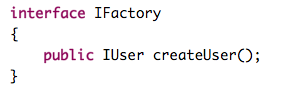 interface IFactory
{
    public IUser createUser();
}